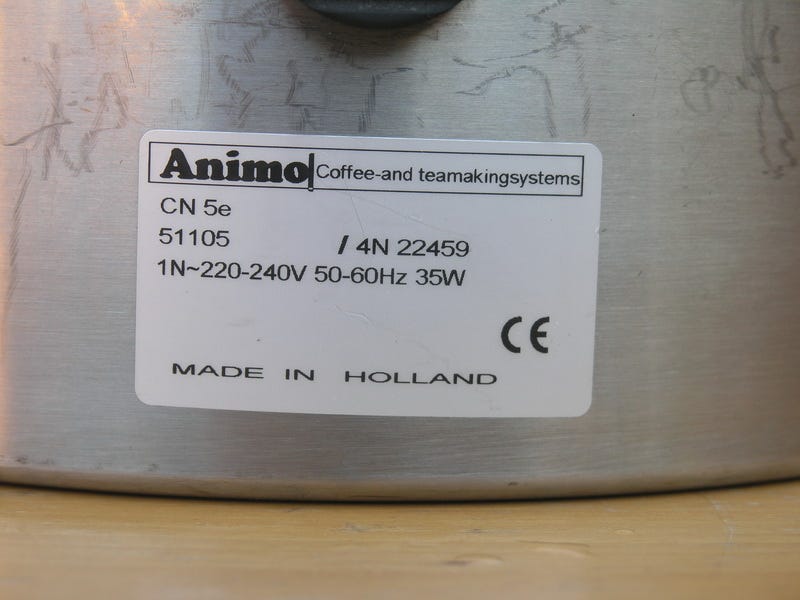 Animo Coffee-and teamakingsystems
CN 5e
51105 / 4N 22459
1N~220-240V 50-60Hz 35W
CE
MADE IN HOLLAND